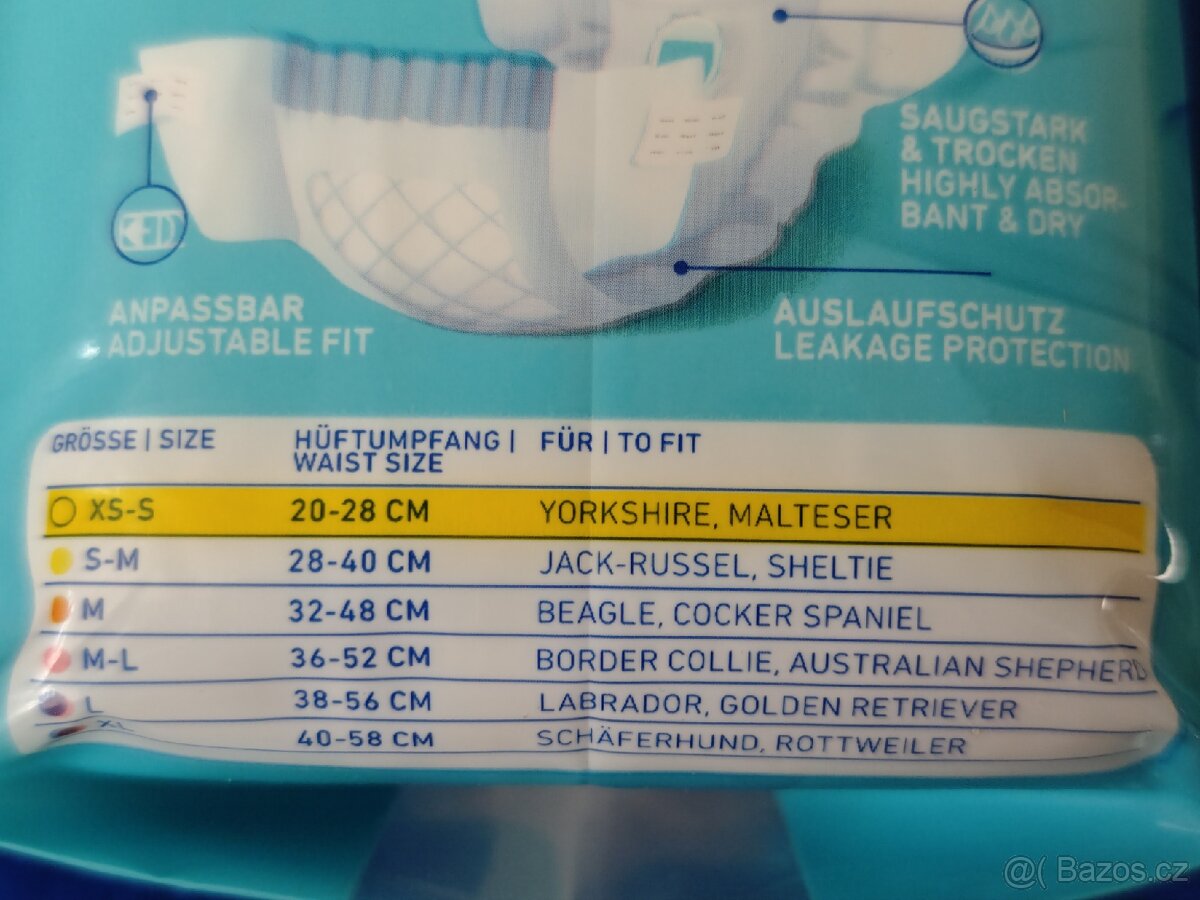 SAUGSTARK
& TROCKEN
HIGHLY ABSOR-
BANT & DRY
ANPASSBAR
ADJUSTABLE FIT
AUSLAUFSCHUTZ
LEAKAGE PROTECTION
GRÖSSE | SIZE HÜFTUMPFANG | FÜR | TO FIT
WAIST SIZE
XS-S 20-28 CM YORKSHIRE, MALTESER
S-M 28-40 CM JACK-RUSSEL, SHELTIE
M 32-48 CM BEAGLE, COCKER SPANIEL
M-L 36-52 CM BORDER COLLIE, AUSTRALIAN SHEPHERD
L 38-56 CM LABRADOR, GOLDEN RETRIEVER
XL 40-58 CM SCHÄFERHUND, ROTTWEILER
@( Bazos.cz